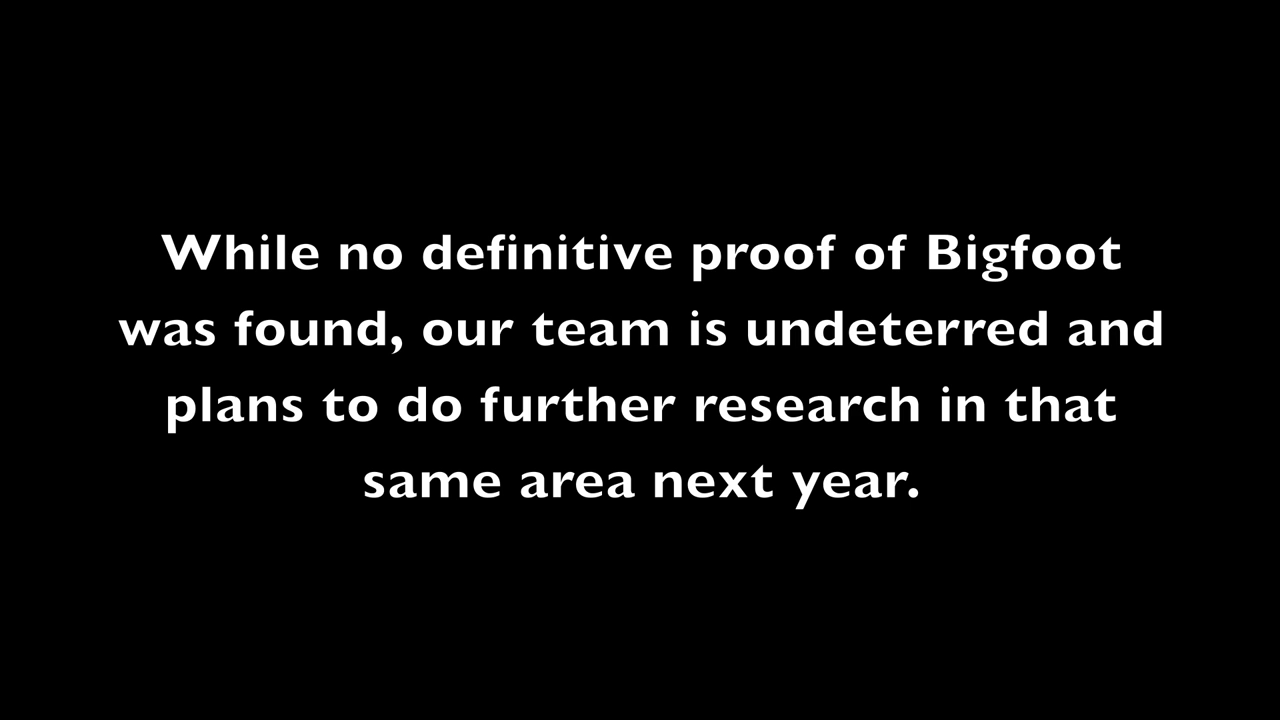 While no definitive proof of Bigfoot
was found, our team is undeterred and
plans to do further research in that
same area next year.